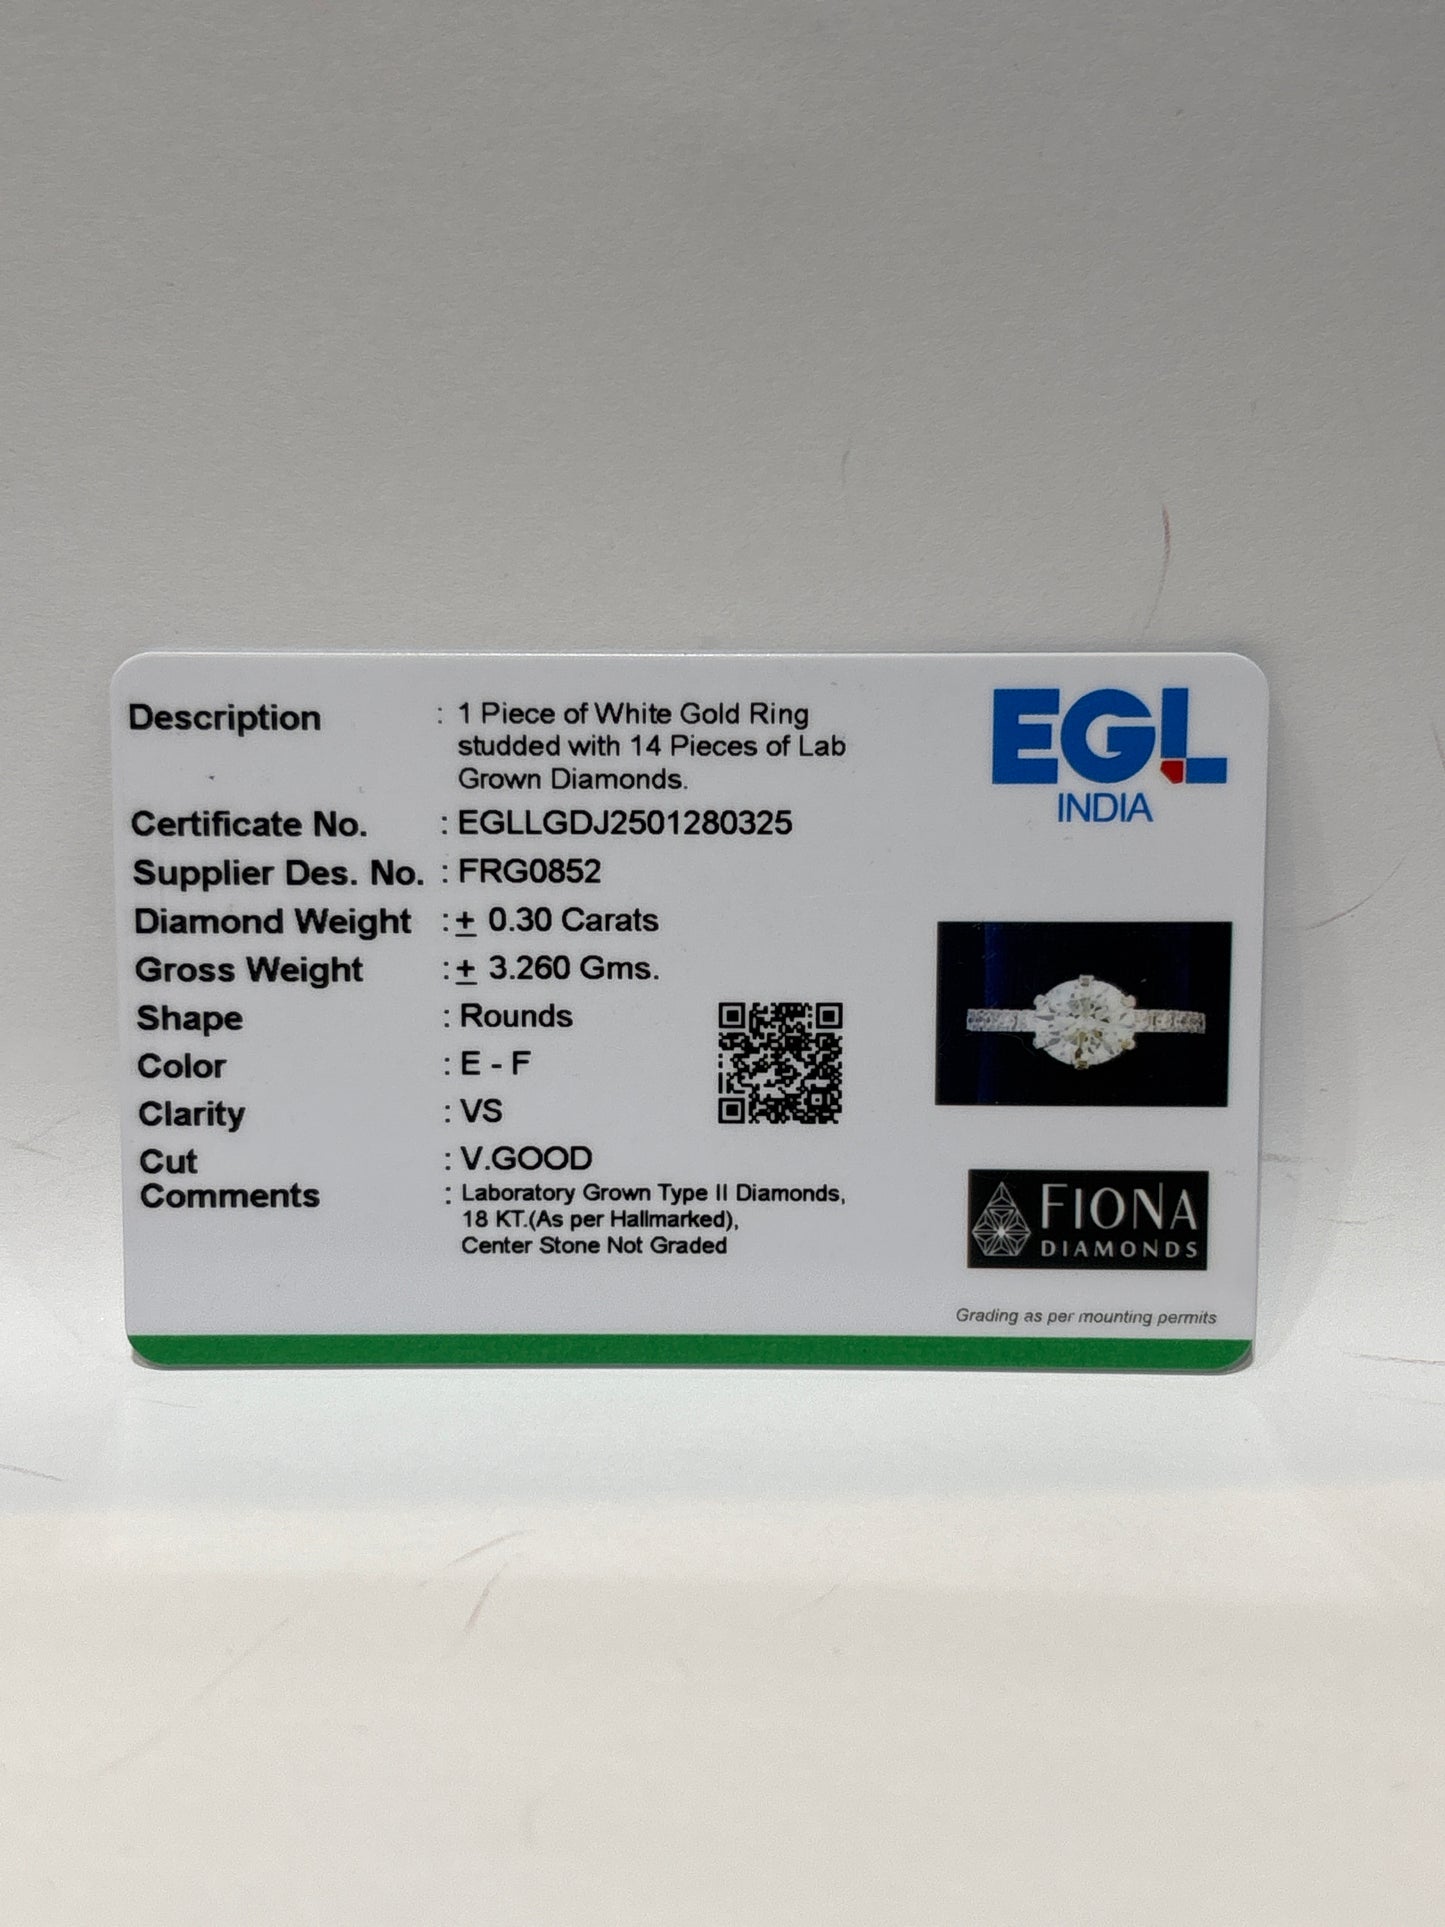 Description : 1 Piece of White Gold Ring
studded with 14 Pieces of Lab
Grown Diamonds.
Certificate No. : EGLLGDJ2501280325
Supplier Des. No. : FRG0852
Diamond Weight : ± 0.30 Carats
Gross Weight : ± 3.260 Gms.
Shape : Rounds
Color : E - F
Clarity : VS
Cut : V.GOOD
Comments : Laboratory Grown Type II Diamonds,
18 KT.(As per Hallmarked),
Center Stone Not Graded
EGL
INDIA
FIONA
DIAMONDS
Grading as per mounting permits